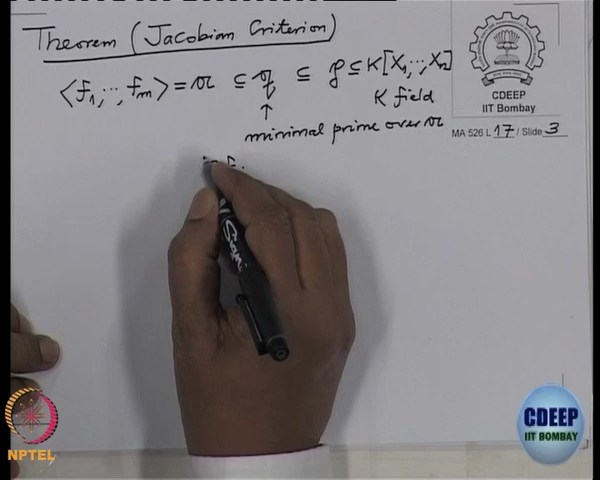 Theorem (Jacobian Criterion)
⟨f₁,⋯,fₘ⟩ = 𝔞 ⊆ 𝔮 ⊆ 𝔭 ⊆ K[X₁,⋯,Xₙ]
↑
K field
minimal prime over 𝔞
CDEEP
IIT Bombay
MA 526 L 17 / Slide 3
Sigma
NPTEL
CDEEP
IIT BOMBAY